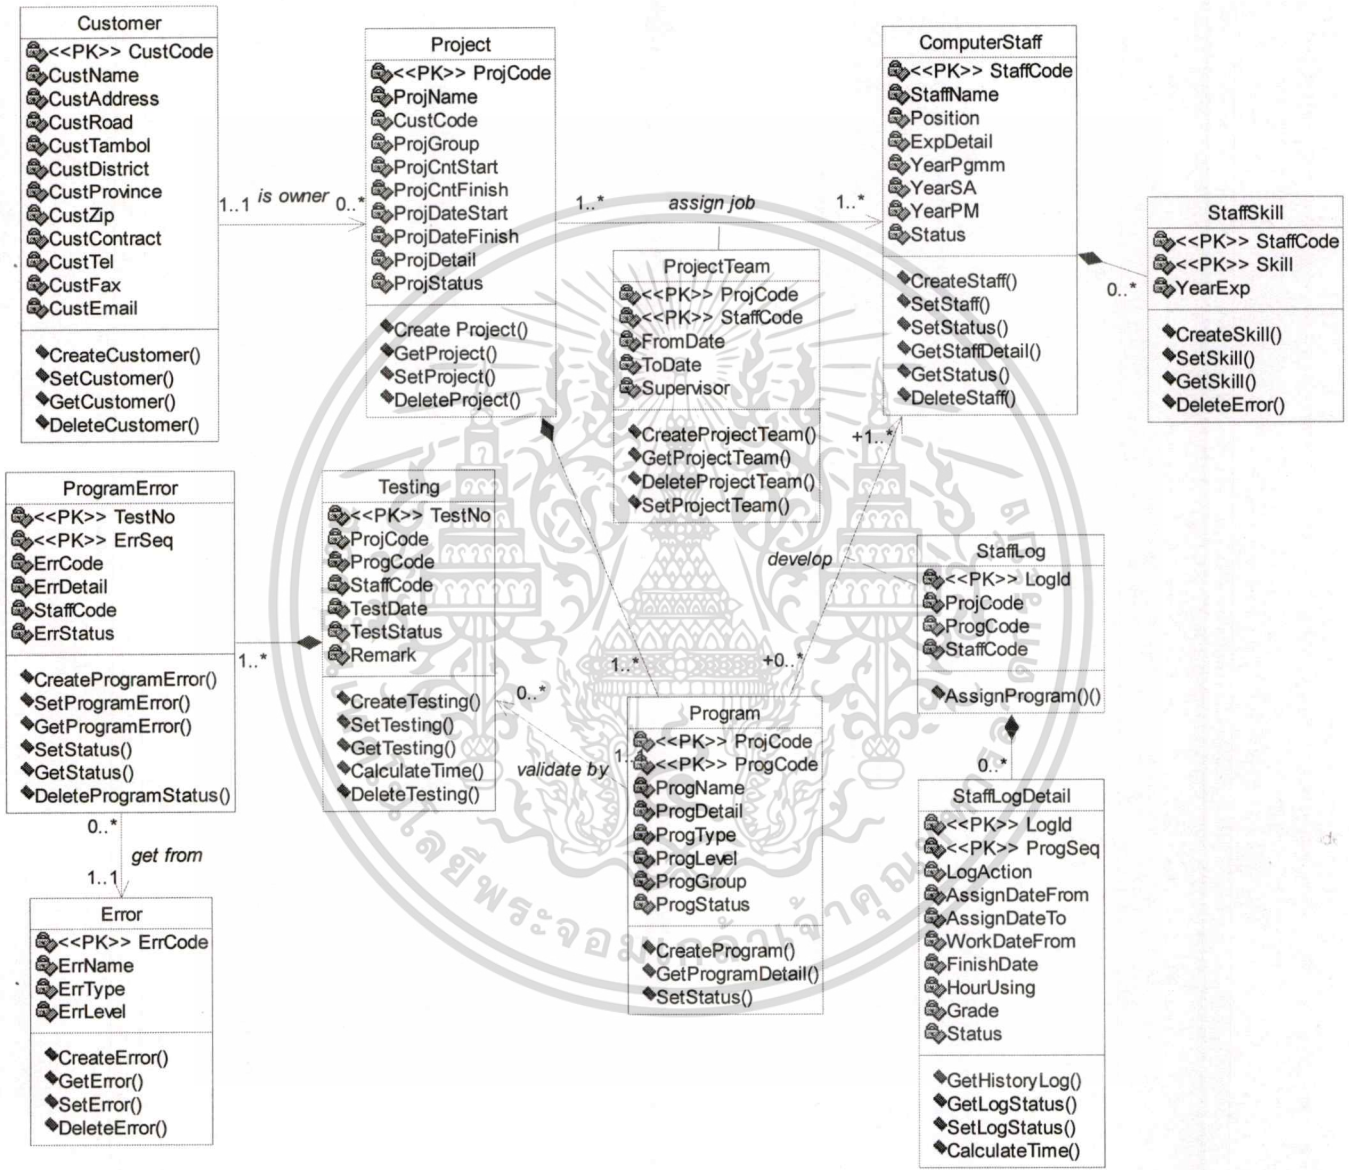 Customer
<<PK>> CustCode
CustName
CustAddress
CustRoad
CustTambol
CustDistrict
CustProvince
CustZip
CustContract
CustTel
CustFax
CustEmail
CreateCustomer()
SetCustomer()
GetCustomer()
DeleteCustomer()
1..1 is owner 0..*
Project
<<PK>> ProjCode
ProjName
CustCode
ProjGroup
ProjCntStart
ProjCntFinish
ProjDateStart
ProjDateFinish
ProjDetail
ProjStatus
Create Project()
GetProject()
SetProject()
DeleteProject()
1..* assign job 1..*
ComputerStaff
<<PK>> StaffCode
StaffName
Position
ExpDetail
YearPgmm
YearSA
YearPM
Status
CreateStaff()
SetStaff()
SetStatus()
GetStaffDetail()
GetStatus()
DeleteStaff()
0..*
StaffSkill
<<PK>> StaffCode
<<PK>> Skill
YearExp
CreateSkill()
SetSkill()
GetSkill()
DeleteError()
ProjectTeam
<<PK>> ProjCode
<<PK>> StaffCode
FromDate
ToDate
Supervisor
CreateProjectTeam()
GetProjectTeam()
DeleteProjectTeam()
SetProjectTeam()
+1..*
develop
+0..*
1..*
ProgramError
<<PK>> TestNo
<<PK>> ErrSeq
ErrCode
ErrDetail
StaffCode
ErrStatus
CreateProgramError()
SetProgramError()
GetProgramError()
SetStatus()
GetStatus()
DeleteProgramStatus()
1..*
Testing
<<PK>> TestNo
ProjCode
ProgCode
StaffCode
TestDate
TestStatus
Remark
CreateTesting()
SetTesting()
GetTesting()
CalculateTime()
DeleteTesting()
0..*
validate by
Program
<<PK>> ProjCode
<<PK>> ProgCode
ProgName
ProgDetail
ProgType
ProgLevel
ProgGroup
ProgStatus
CreateProgram()
GetProgramDetail()
SetStatus()
StaffLog
<<PK>> LogId
ProjCode
ProgCode
StaffCode
AssignProgram()()
0..*
StaffLogDetail
<<PK>> LogId
<<PK>> ProgSeq
LogAction
AssignDateFrom
AssignDateTo
WorkDateFrom
FinishDate
HourUsing
Grade
Status
GetHistoryLog()
GetLogStatus()
SetLogStatus()
CalculateTime()
0..*
get from
1..1
Error
<<PK>> ErrCode
ErrName
ErrType
ErrLevel
CreateError()
GetError()
SetError()
DeleteError()